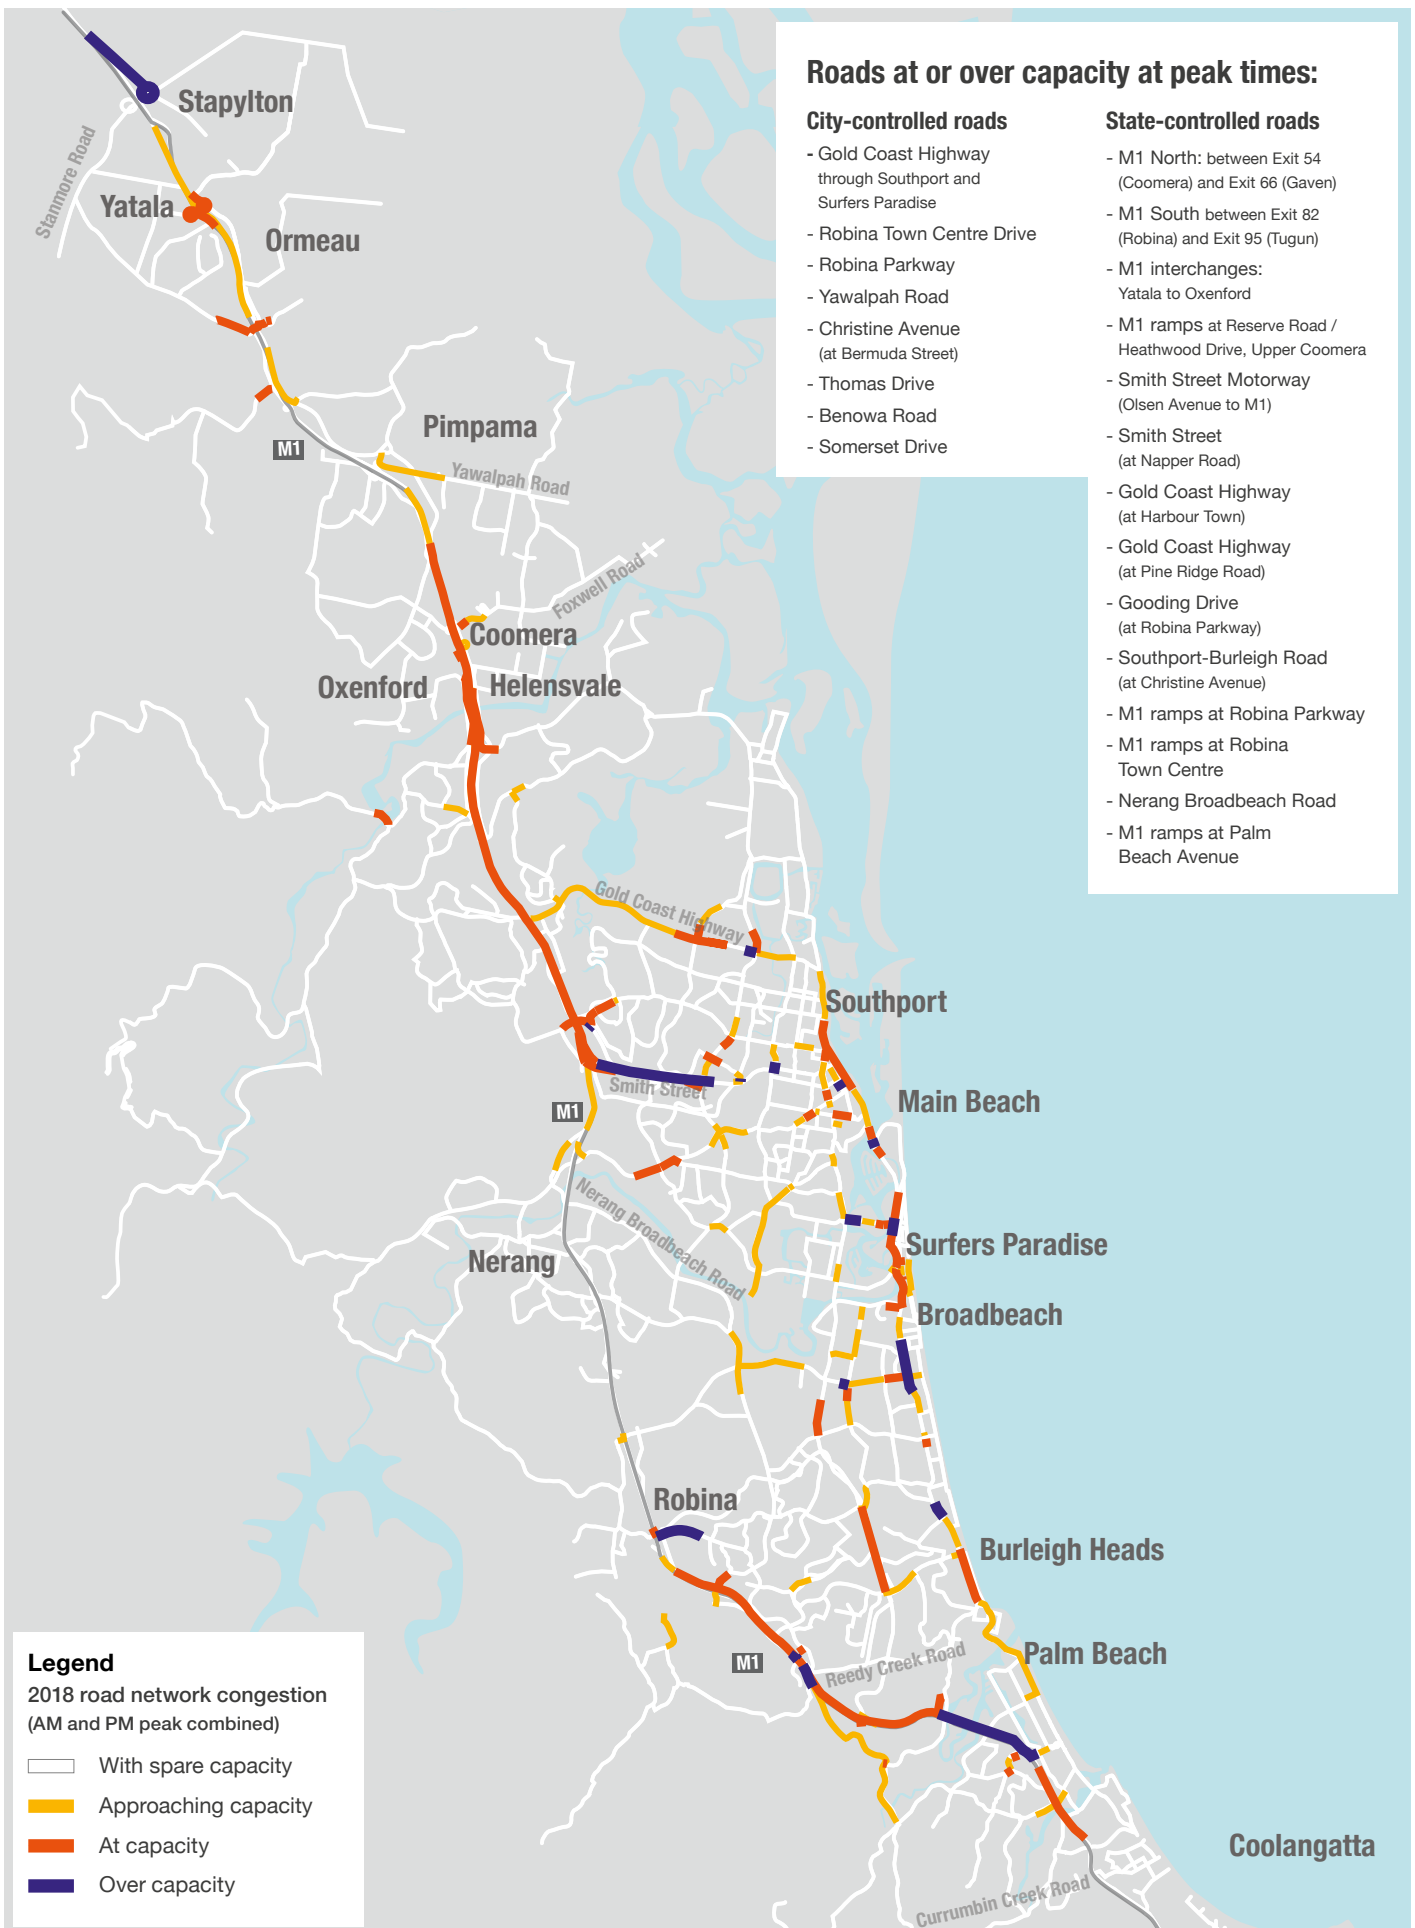 Roads at or over capacity at peak times:
City-controlled roads
- Gold Coast Highway
through Southport and
Surfers Paradise
- Robina Town Centre Drive
- Robina Parkway
- Yawalpah Road
- Christine Avenue
(at Bermuda Street)
- Thomas Drive
- Benowa Road
- Somerset Drive
State-controlled roads
- M1 North: between Exit 54
(Coomera) and Exit 66 (Gaven)
- M1 South between Exit 82
(Robina) and Exit 95 (Tugun)
- M1 interchanges:
Yatala to Oxenford
- M1 ramps at Reserve Road /
Heathwood Drive, Upper Coomera
- Smith Street Motorway
(Olsen Avenue to M1)
- Smith Street
(at Napper Road)
- Gold Coast Highway
(at Harbour Town)
- Gold Coast Highway
(at Pine Ridge Road)
- Gooding Drive
(at Robina Parkway)
- Southport-Burleigh Road
(at Christine Avenue)
- M1 ramps at Robina Parkway
- M1 ramps at Robina
Town Centre
- Nerang Broadbeach Road
- M1 ramps at Palm
Beach Avenue
Stapylton
Stanmore Road
Yatala
Ormeau
Pimpama
M1
Yawalpah Road
Foxwell Road
Coomera
Oxenford
Helensvale
Gold Coast Highway
Southport
Smith Street
M1
Main Beach
Nerang Broadbeach Road
Nerang
Surfers Paradise
Broadbeach
Robina
Burleigh Heads
M1
Reedy Creek Road
Palm Beach
Coolangatta
Currumbin Creek Road
Legend
2018 road network congestion
(AM and PM peak combined)
With spare capacity
Approaching capacity
At capacity
Over capacity